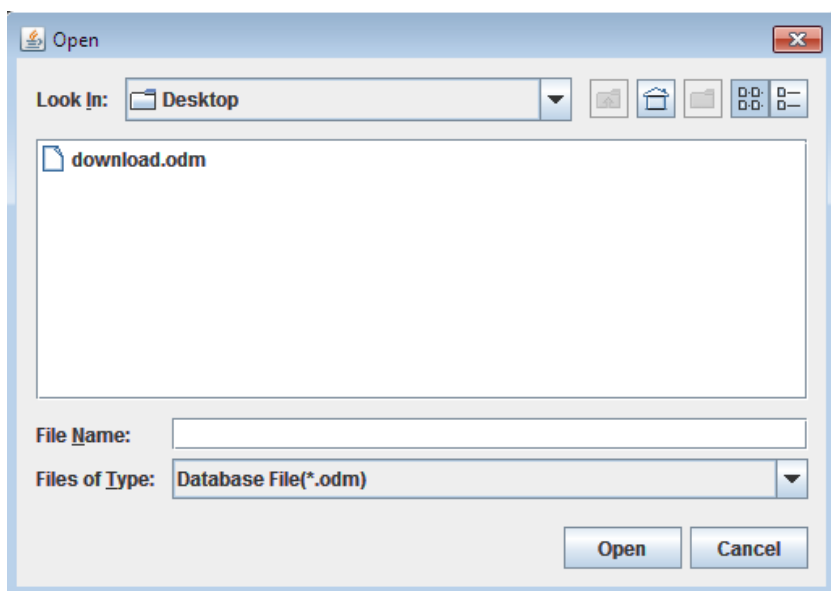 Open
Look In: Desktop
download.odm
File Name:
Files of Type: Database File(*.odm)
Open Cancel